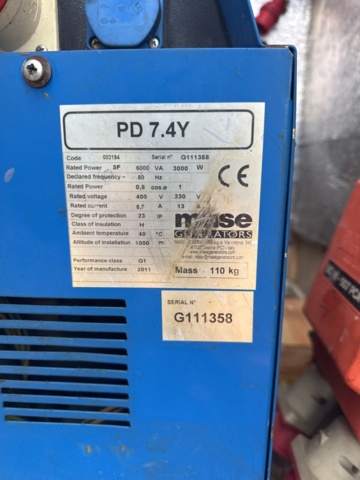 PD 7.4Y
Code 002194 Serial n° G111358
Rated Power 3F 6000 VA 3000 W
Declared frequency 50 Hz
Rated Power 0,8 cos.ø 1
Rated voltage 400 V 230 V
Rated current 8,7 A 13
Degree of protection 23 IP
Class of insulation H
Ambient temperature 40 °C
Altitude of installation 1000 M
Performance class G1
Year of manufacture 2011
CE
mase
GENERATORS
Mass 110 kg
SERIAL N°
G111358